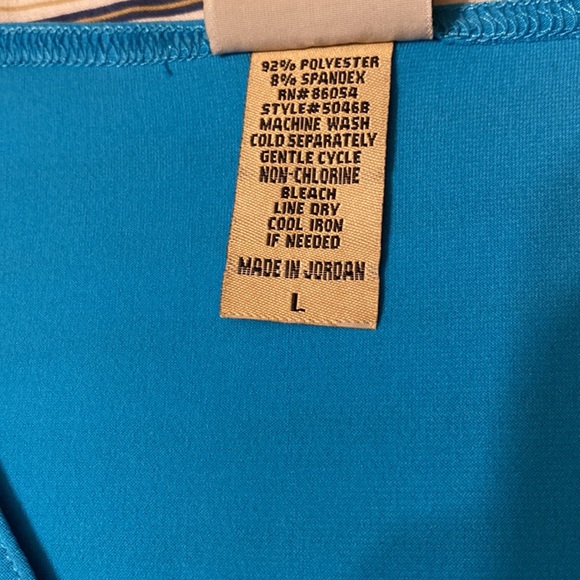 92% POLYESTER
8% SPANDEX
RN#86054
STYLE#5046B
MACHINE WASH
COLD SEPARATELY
GENTLE CYCLE
NON-CHLORINE
BLEACH
LINE DRY
COOL IRON
IF NEEDED
MADE IN JORDAN
L